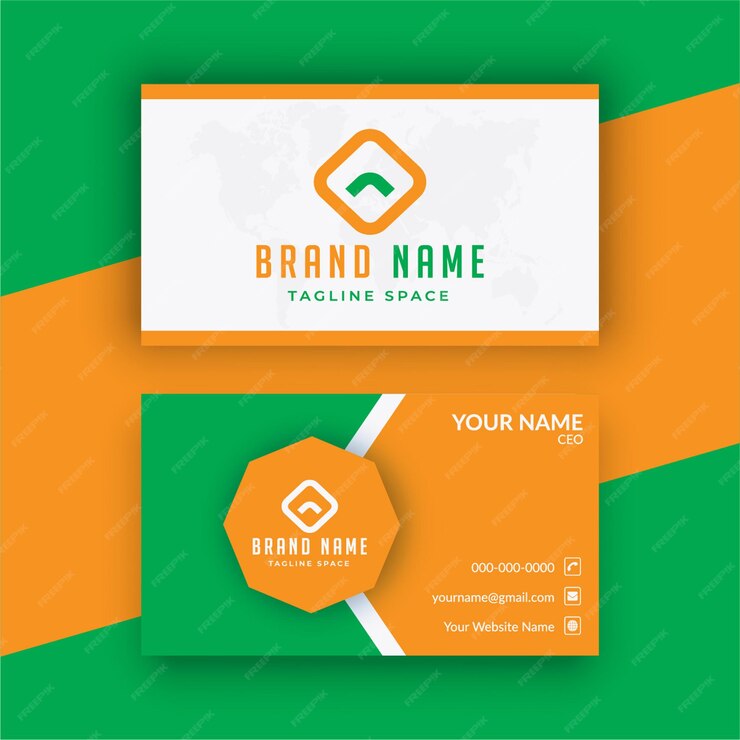 BRAND NAME
TAGLINE SPACE
YOUR NAME
CEO
BRAND NAME
TAGLINE SPACE
000-000-0000
yourname@gmail.com
Your Website Name
FREEPIK